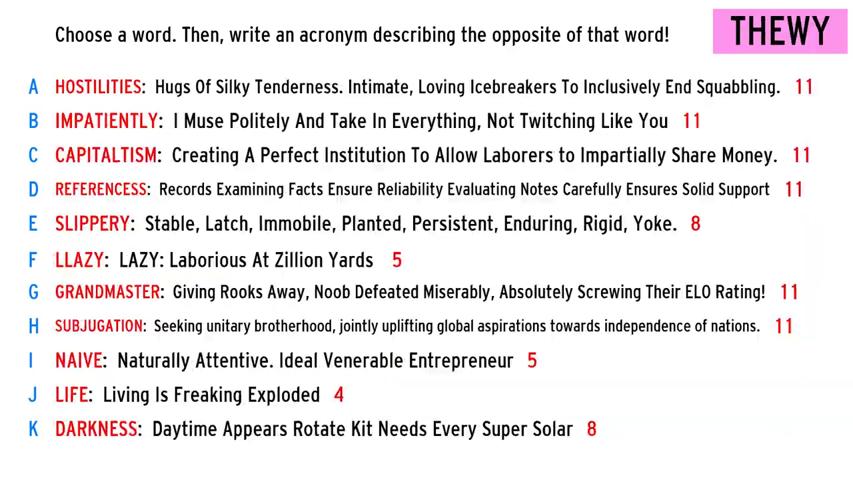 Choose a word. Then, write an acronym describing the opposite of that word!
THEWY
A HOSTILITIES: Hugs Of Silky Tenderness. Intimate, Loving Icebreakers To Inclusively End Squabbling. 11
B IMPATIENTLY: I Muse Politely And Take In Everything, Not Twitching Like You 11
C CAPITALTISM: Creating A Perfect Institution To Allow Laborers to Impartially Share Money. 11
D REFERENCESS: Records Examining Facts Ensure Reliability Evaluating Notes Carefully Ensures Solid Support 11
E SLIPPERY: Stable, Latch, Immobile, Planted, Persistent, Enduring, Rigid, Yoke. 8
F LLAZY: LAZY: Laborious At Zillion Yards 5
G GRANDMASTER: Giving Rooks Away, Noob Defeated Miserably, Absolutely Screwing Their ELO Rating! 11
H SUBJUGATION: Seeking unitary brotherhood, jointly uplifting global aspirations towards independence of nations. 11
I NAIVE: Naturally Attentive. Ideal Venerable Entrepreneur 5
J LIFE: Living Is Freaking Exploded 4
K DARKNESS: Daytime Appears Rotate Kit Needs Every Super Solar 8